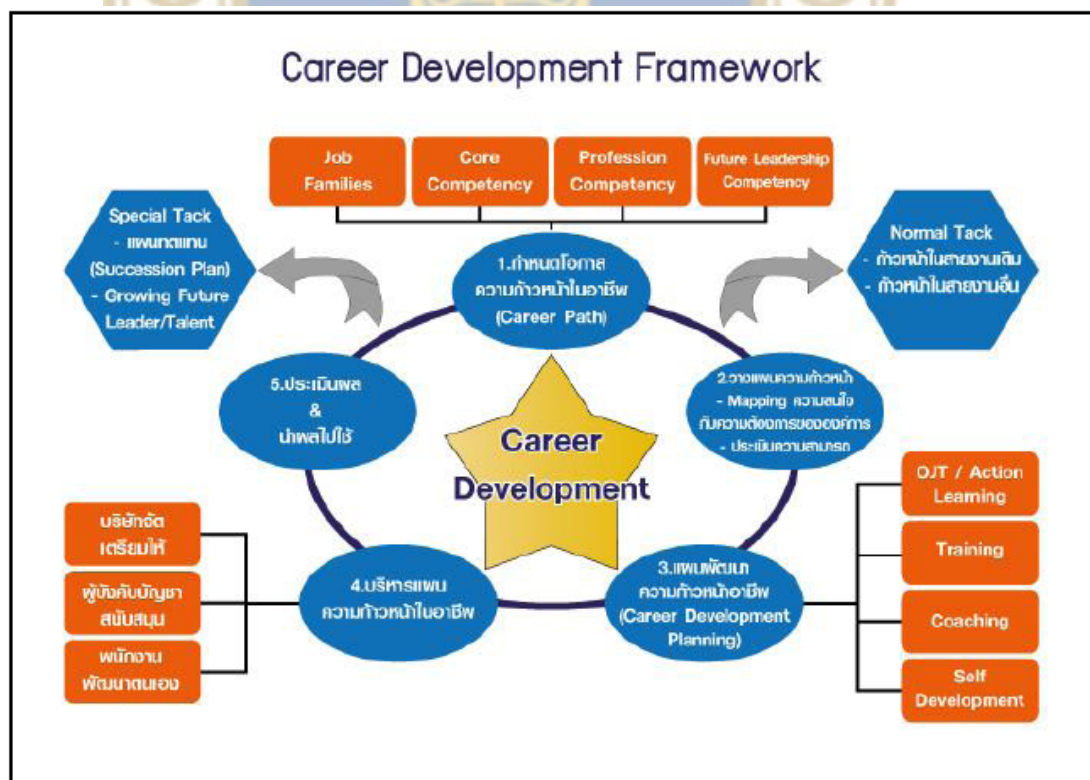 Career Development Framework
Job
Families
Core
Competency
Profession
Competency
Future Leadership
Competency
Special Tack
- แผนทดแทน
(Succession Plan)
- Growing Future
Leader/Talent
Normal Tack
- ก้าวหน้าในสายงานเดิม
- ก้าวหน้าในสายงานอื่น
1.กำหนดโอกาส
ความก้าวหน้าในอาชีพ
(Career Path)
2.วางแผนความก้าวหน้า
- Mapping ความสนใจ
กับความต้องการขององค์การ
- ประเมินความสามารถ
5.ประเมินผล
&
นำผลไปใช้
Career
Development
OJT / Action
Learning
Training
Coaching
Self
Development
3.แผนพัฒนา
ความก้าวหน้าอาชีพ
(Career Development
Planning)
4.บริหารแผน
ความก้าวหน้าในอาชีพ
บริษัทจัด
เตรียมให้
ผู้บังคับบัญชา
สนับสนุน
พนักงาน
พัฒนาตนเอง